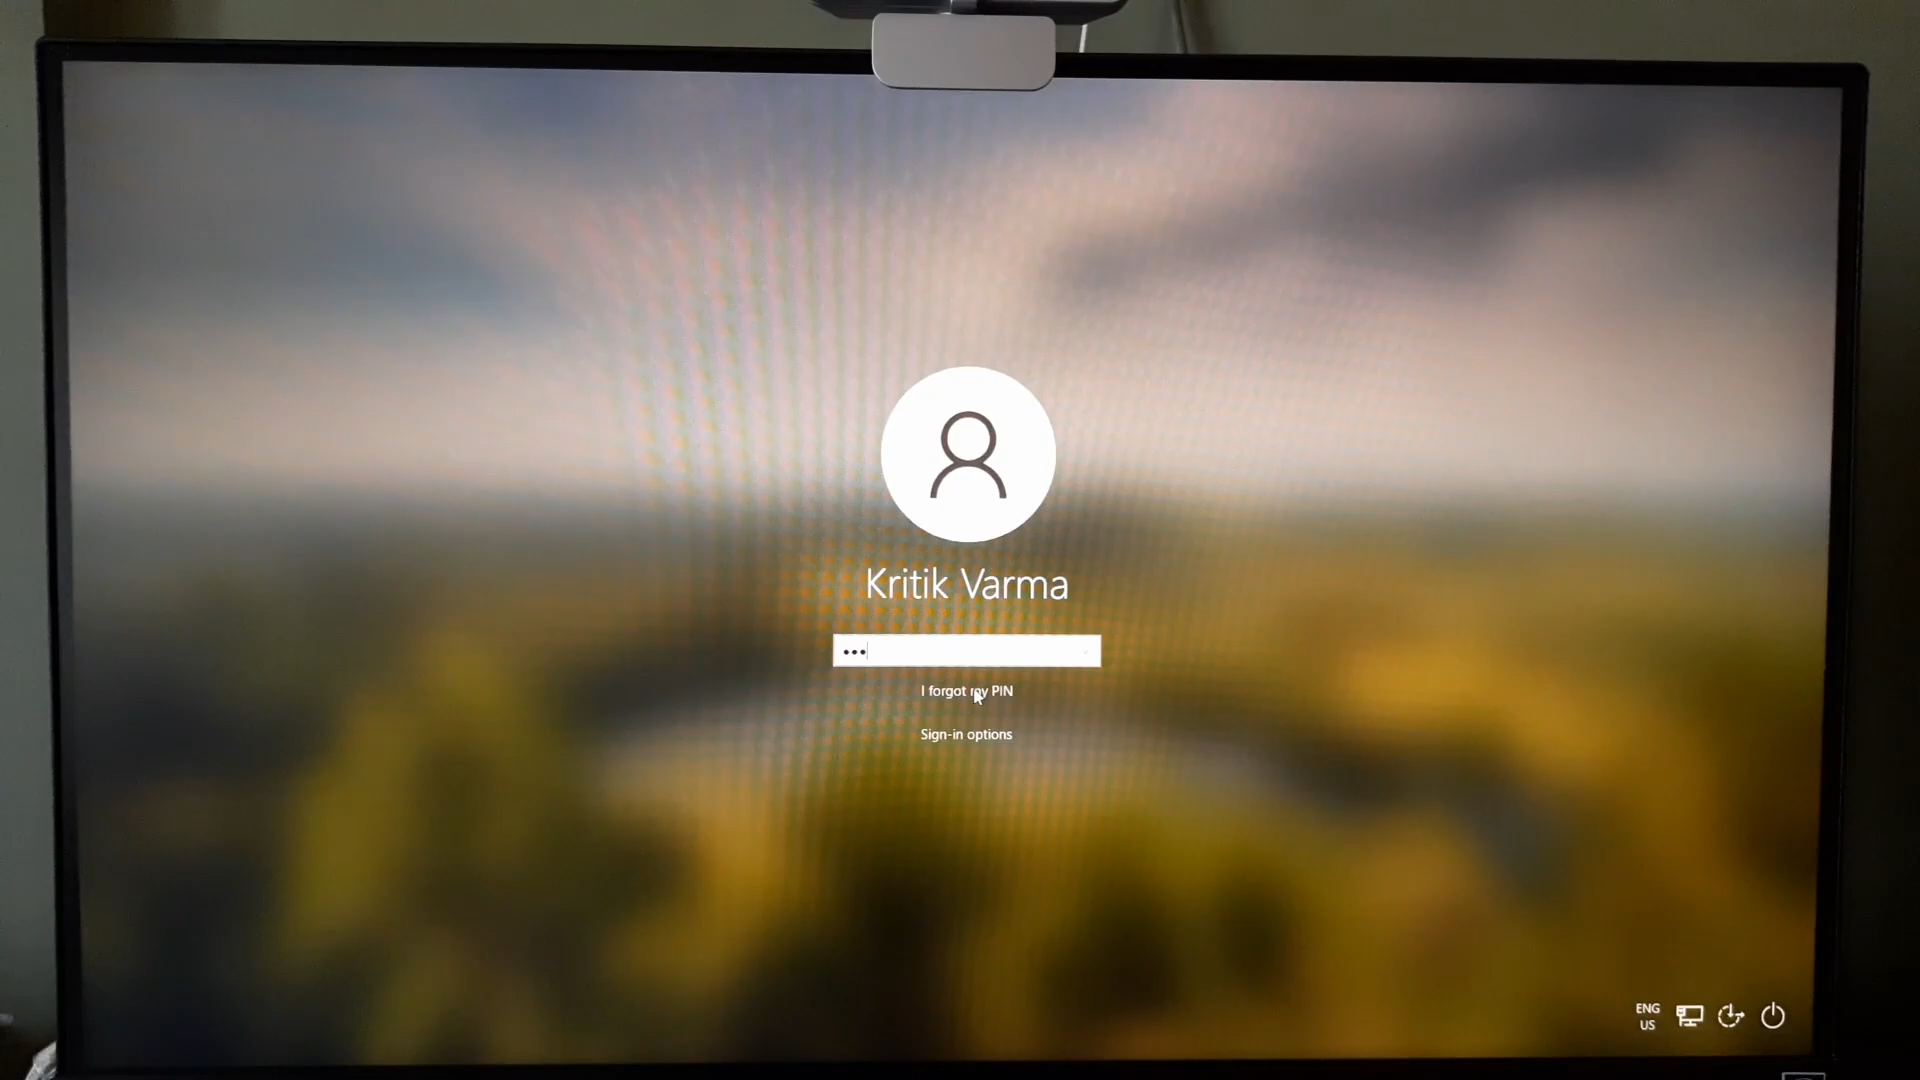 Kritik Varma
•••
I forgot my PIN
Sign-in options
ENG
US